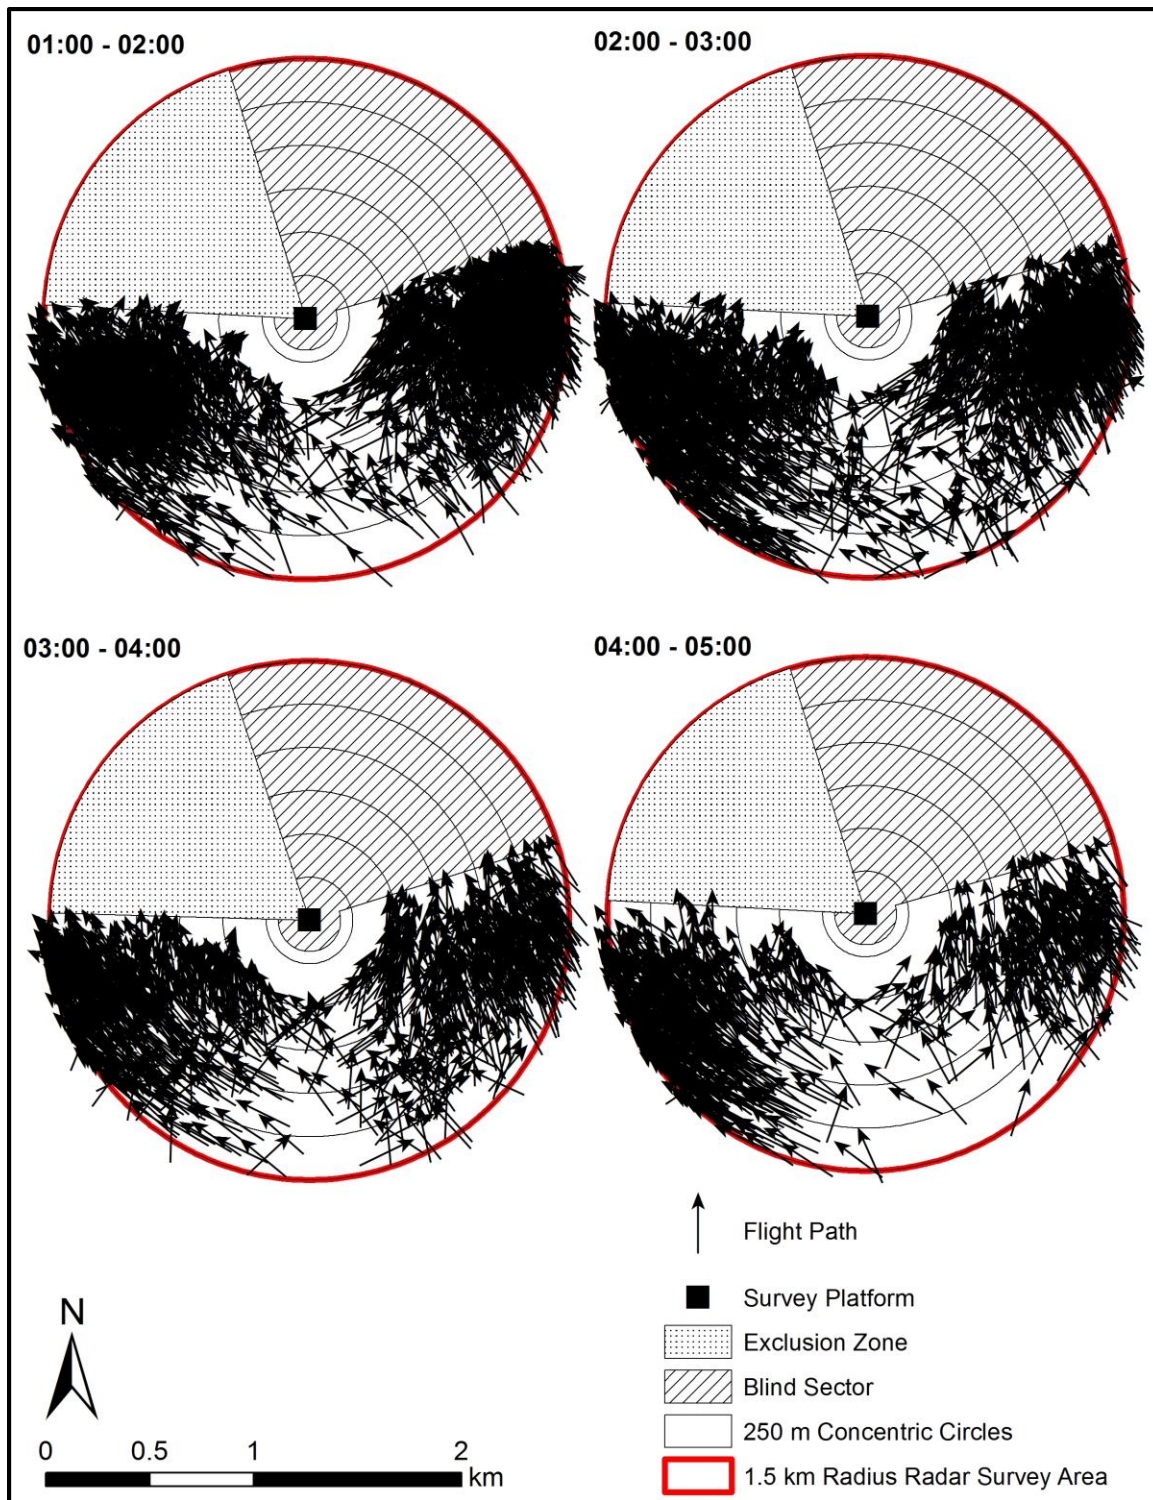 01:00 - 02:00
02:00 - 03:00
03:00 - 04:00
04:00 - 05:00
Flight Path
Survey Platform
Exclusion Zone
Blind Sector
250 m Concentric Circles
1.5 km Radius Radar Survey Area
N
0 0.5 1 2
km